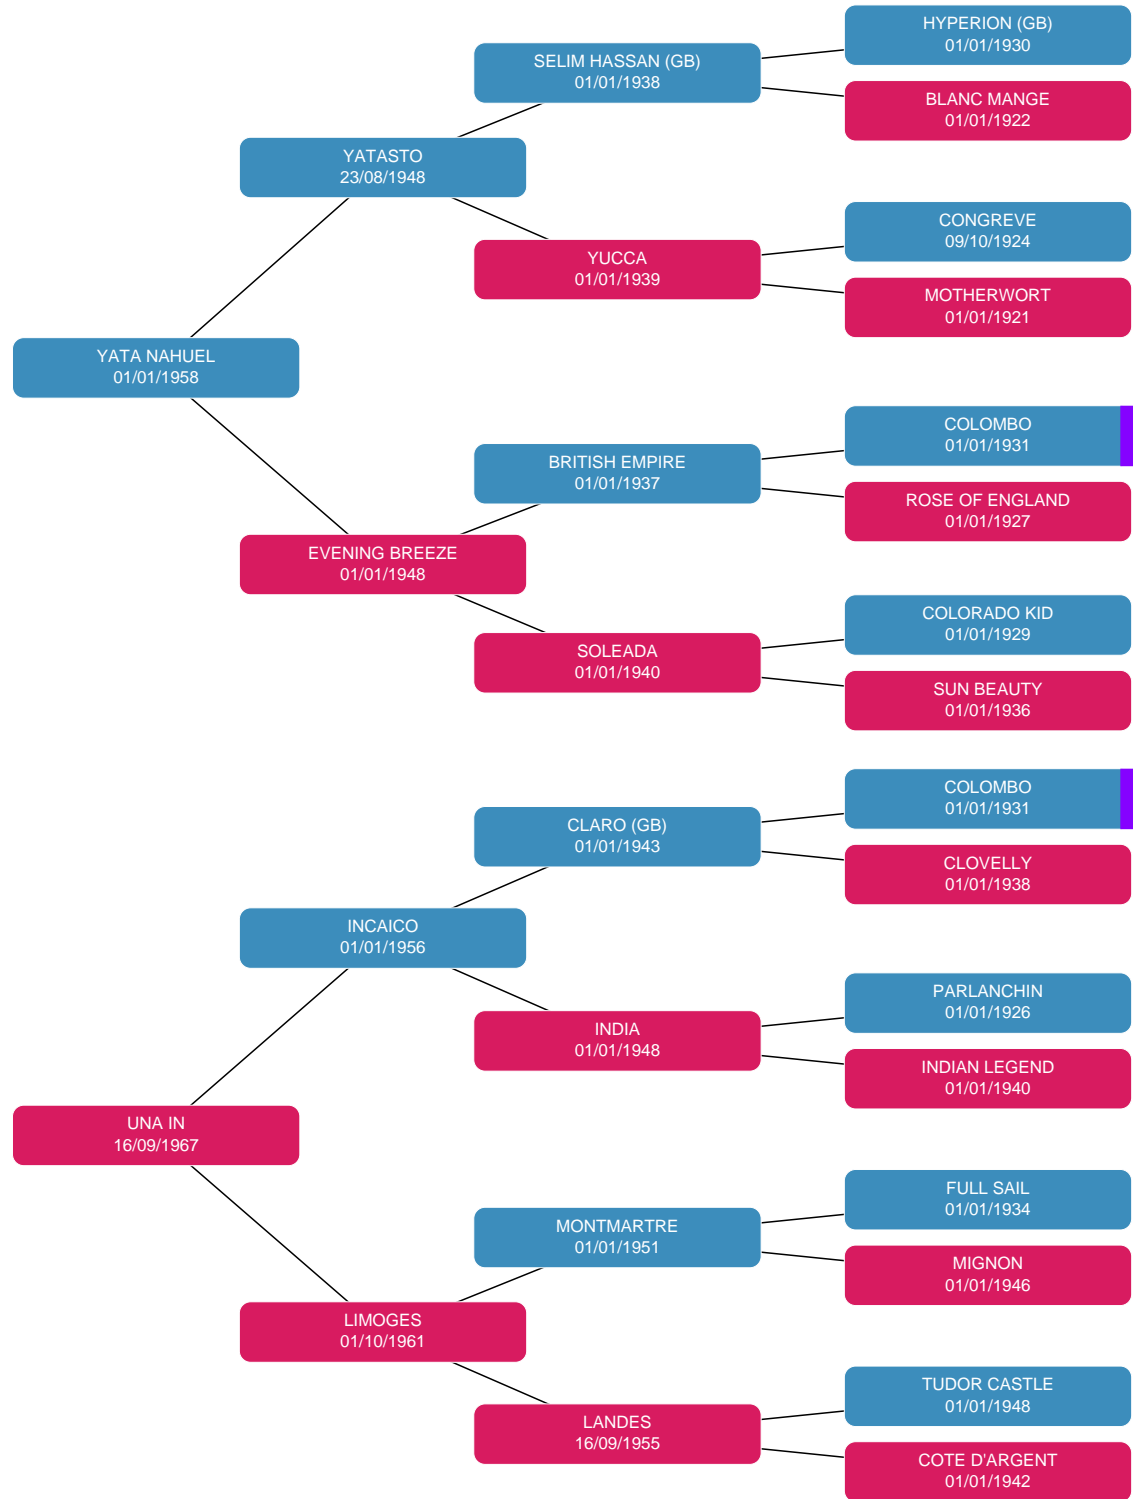 HYPERION (GB)
01/01/1930
SELIM HASSAN (GB)
01/01/1938
BLANC MANGE
01/01/1922
YATASTO
23/08/1948
CONGREVE
09/10/1924
YUCCA
01/01/1939
MOTHERWORT
01/01/1921
YATA NAHUEL
01/01/1958
COLOMBO
01/01/1931
BRITISH EMPIRE
01/01/1937
ROSE OF ENGLAND
01/01/1927
EVENING BREEZE
01/01/1948
COLORADO KID
01/01/1929
SOLEADA
01/01/1940
SUN BEAUTY
01/01/1936
COLOMBO
01/01/1931
CLARO (GB)
01/01/1943
CLOVELLY
01/01/1938
INCAICO
01/01/1956
PARLANCHIN
01/01/1926
INDIA
01/01/1948
INDIAN LEGEND
01/01/1940
UNA IN
16/09/1967
FULL SAIL
01/01/1934
MONTMARTRE
01/01/1951
MIGNON
01/01/1946
LIMOGES
01/10/1961
TUDOR CASTLE
01/01/1948
LANDES
16/09/1955
COTE D'ARGENT
01/01/1942